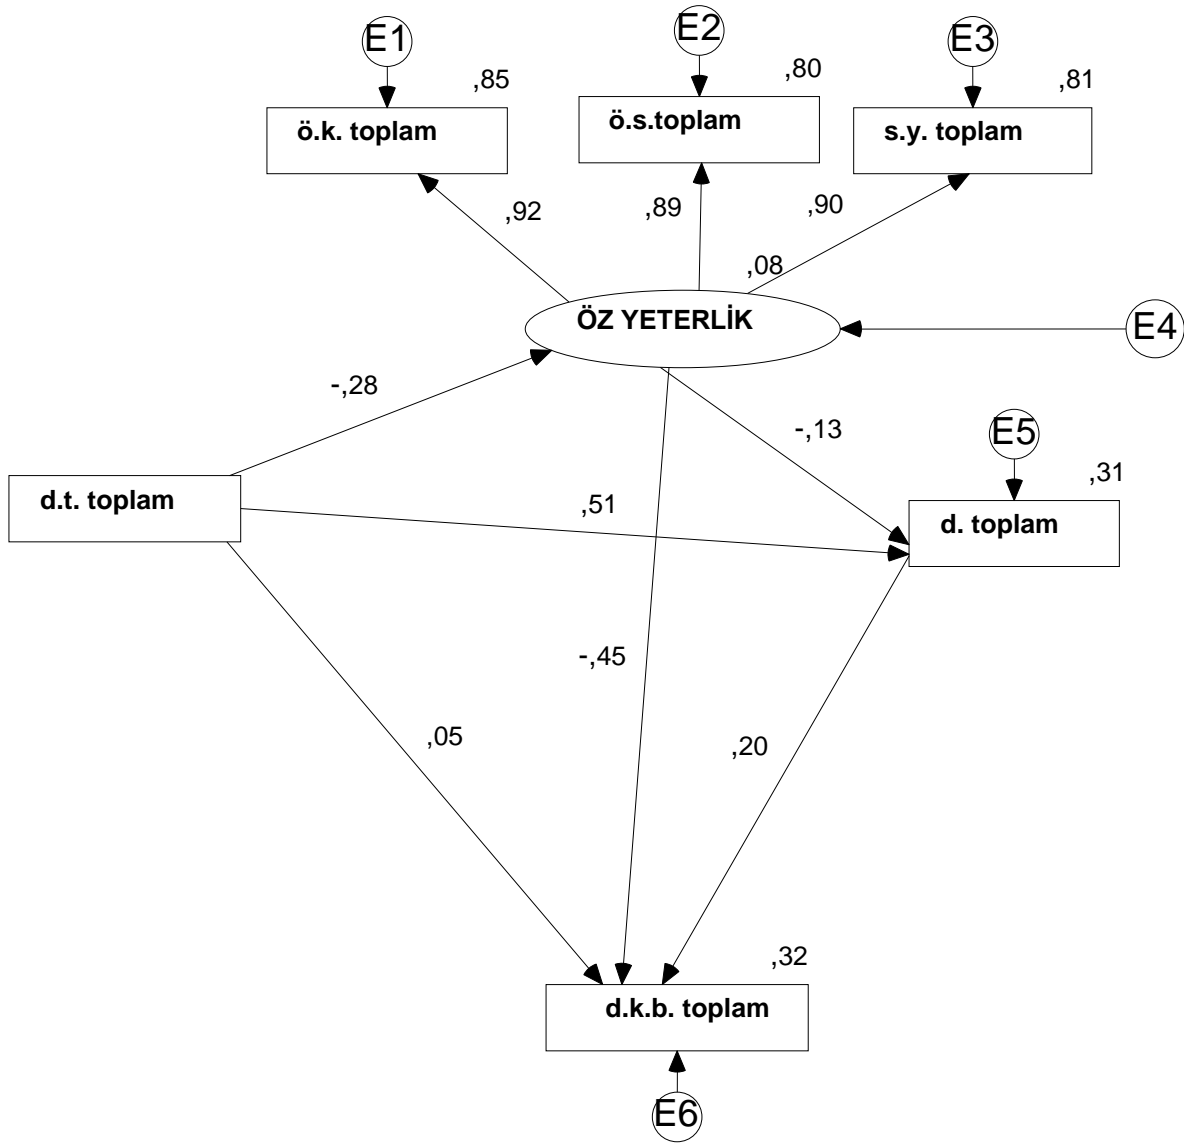 E1
E2
E3
,85
,80
,81
ö.k. toplam
ö.s.toplam
s.y. toplam
,92
,89
,90
,08
ÖZ YETERLİK
E4
-,28
-,13
E5
,31
d.t. toplam
,51
d. toplam
-,45
,05
,20
,32
d.k.b. toplam
E6